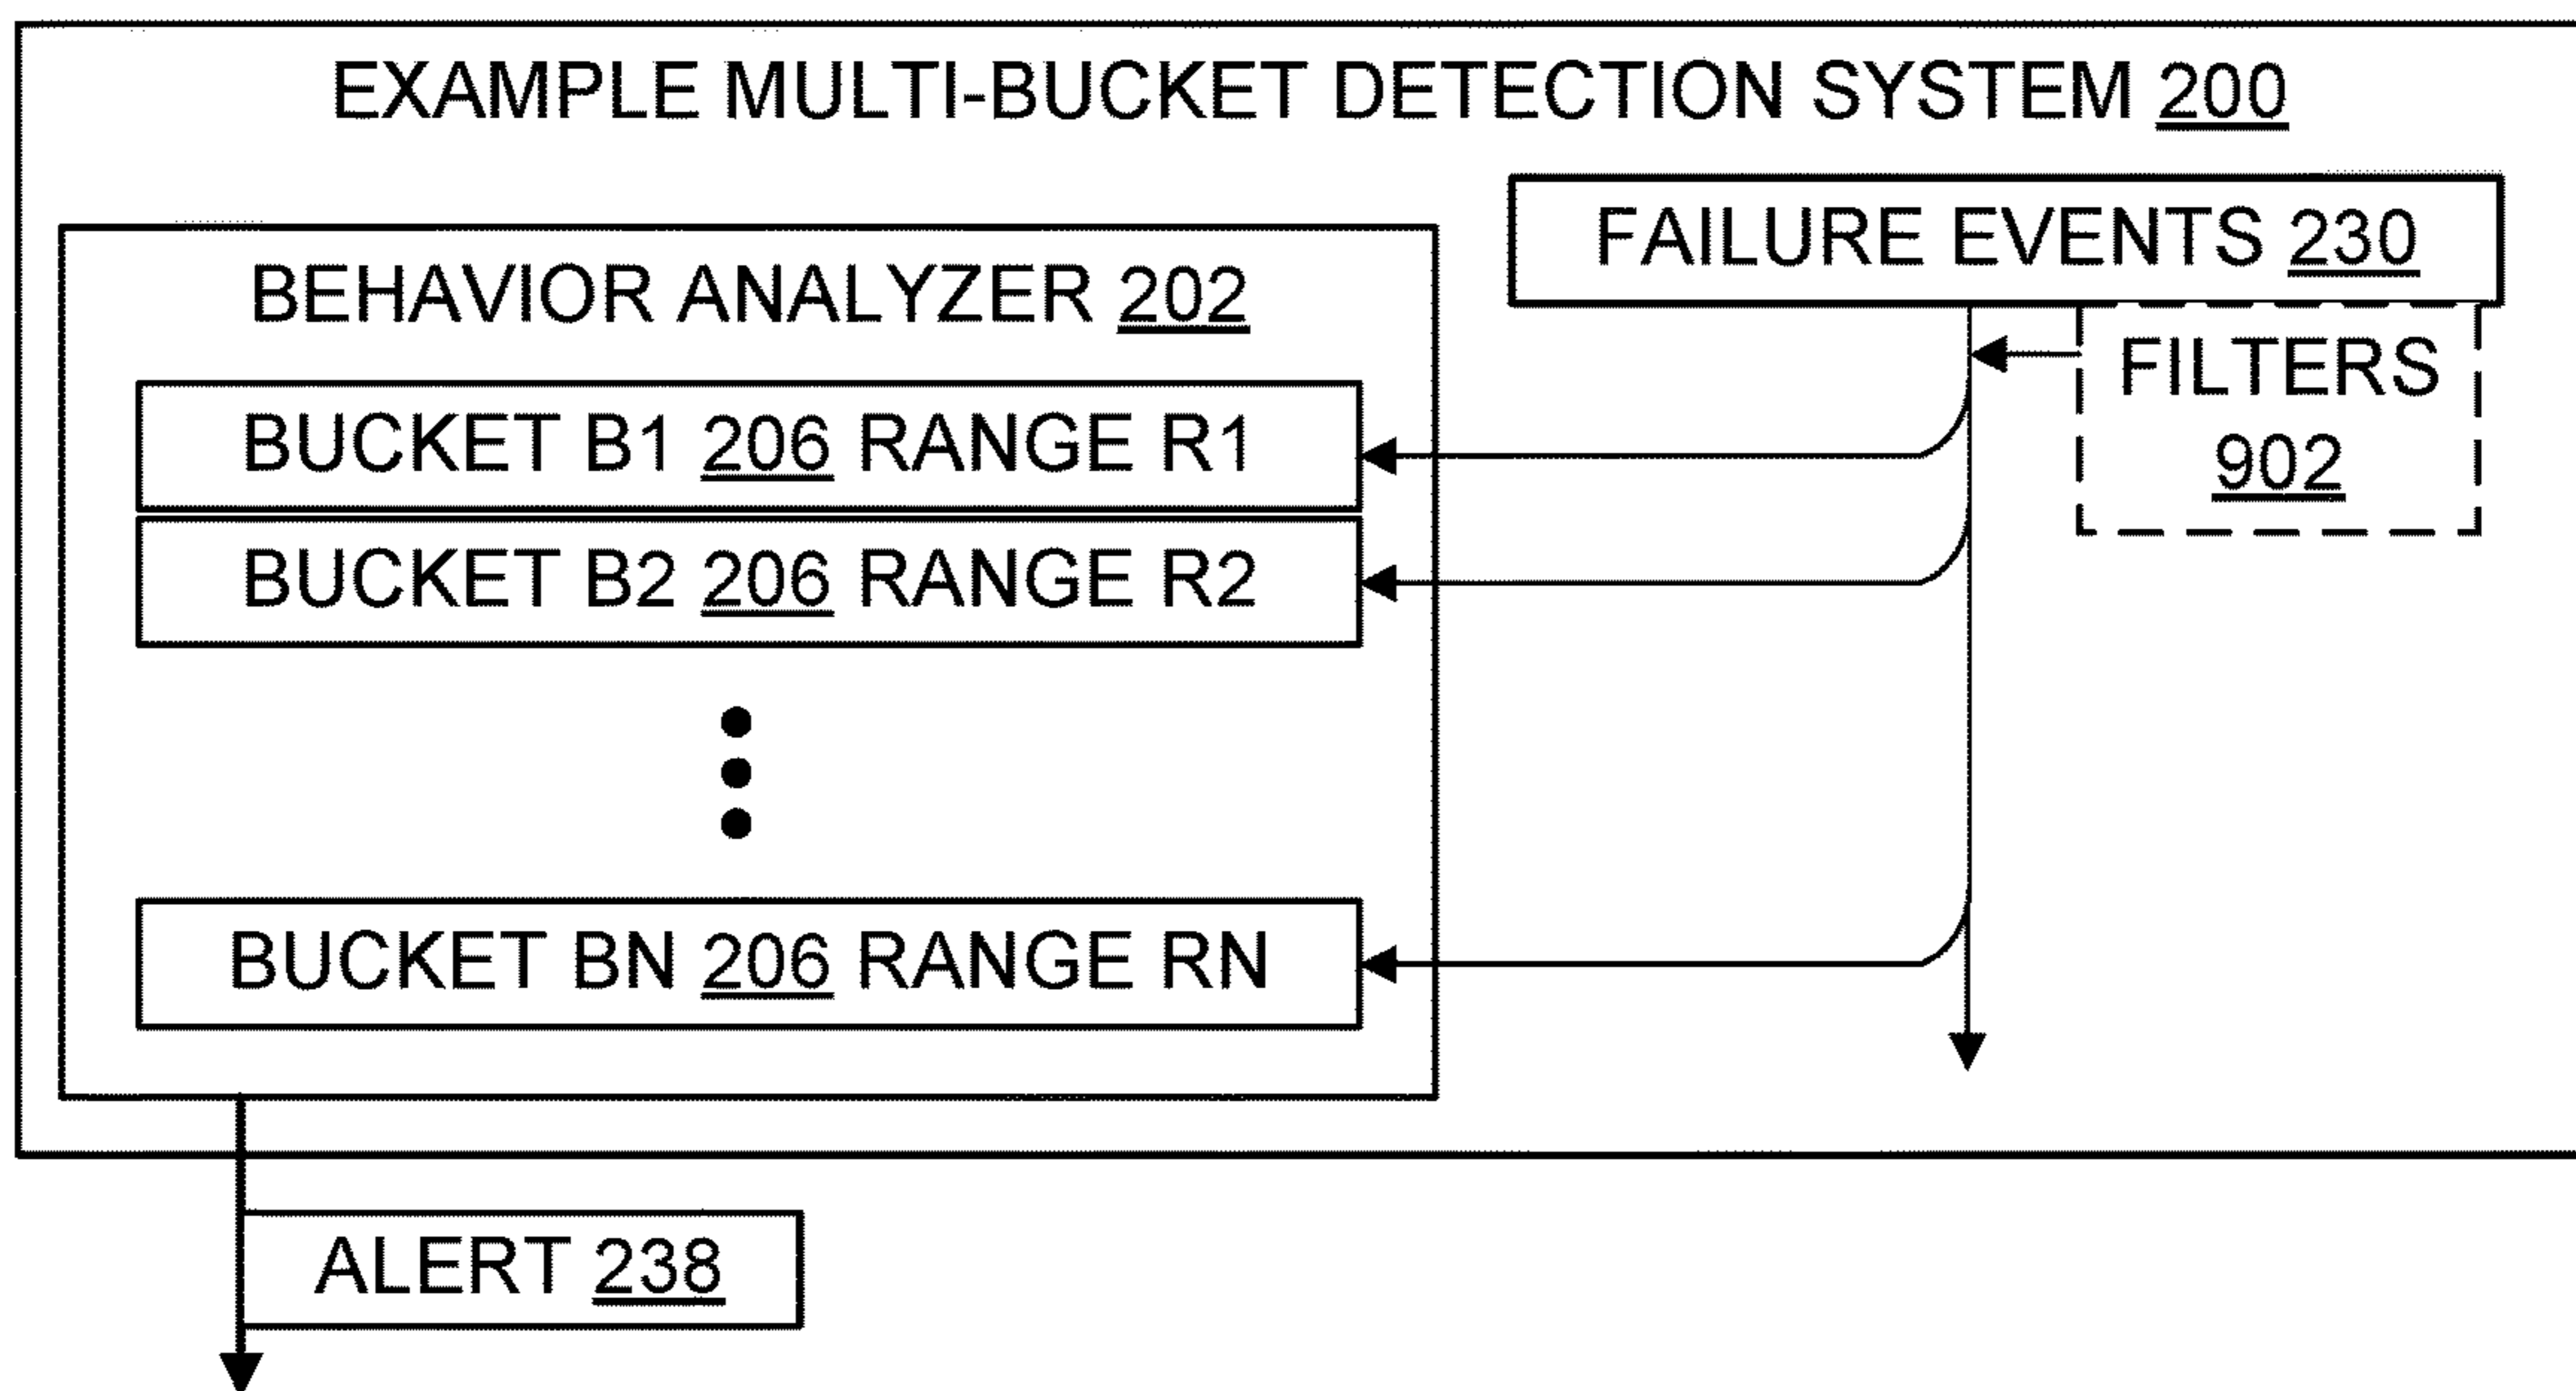 EXAMPLE MULTI-BUCKET DETECTION SYSTEM 200
FAILURE EVENTS 230
BEHAVIOR ANALYZER 202
FILTERS
902
BUCKET B1 206 RANGE R1
BUCKET B2 206 RANGE R2
BUCKET BN 206 RANGE RN
ALERT 238